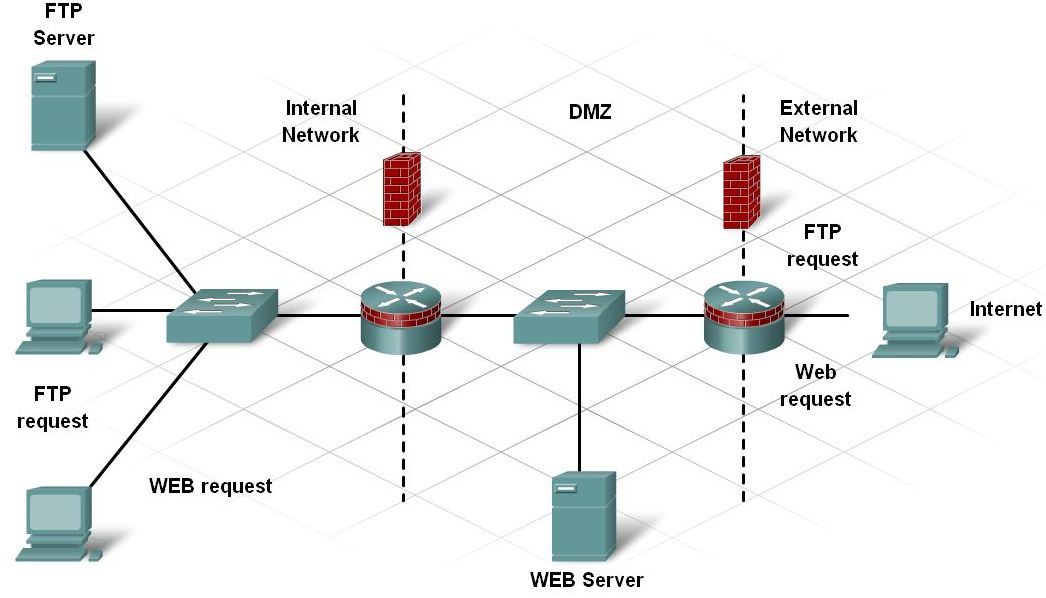 FTP
Server
Internal
Network
DMZ
External
Network
FTP
request
Internet
FTP
request
Web
request
WEB request
WEB Server